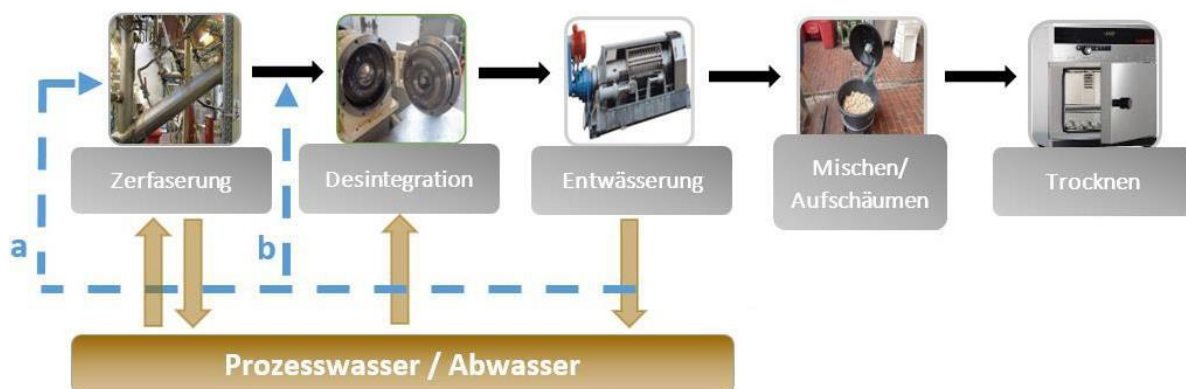 Zerfaserung
Desintegration
Entwässerung
Mischen/
Aufschäumen
Trocknen
a
b
Prozesswasser / Abwasser